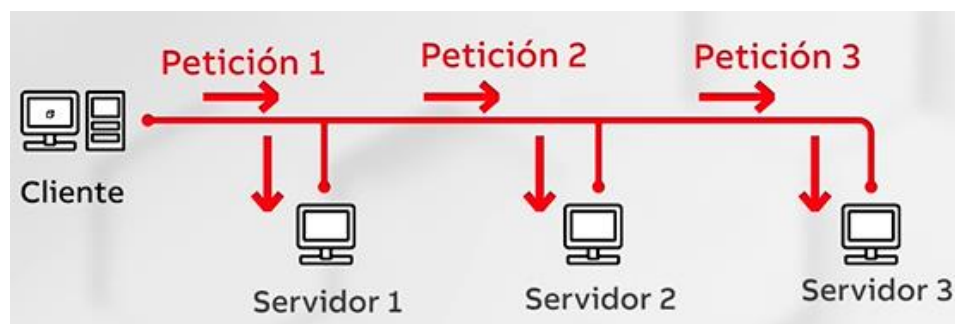 Petición 1
Petición 2
Petición 3
Cliente
Servidor 1
Servidor 2
Servidor 3